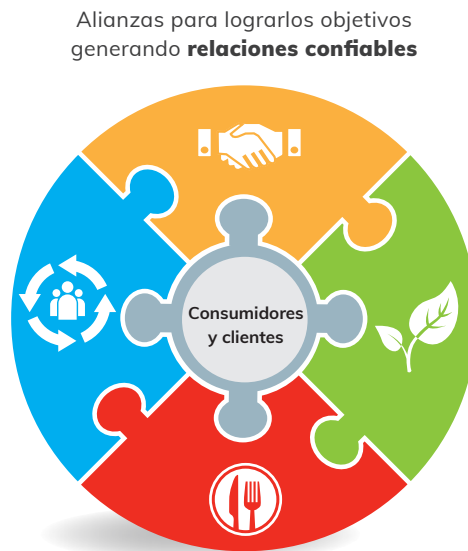 Alianzas para lograrlos objetivos
generando relaciones confiables
Consumidores
y clientes